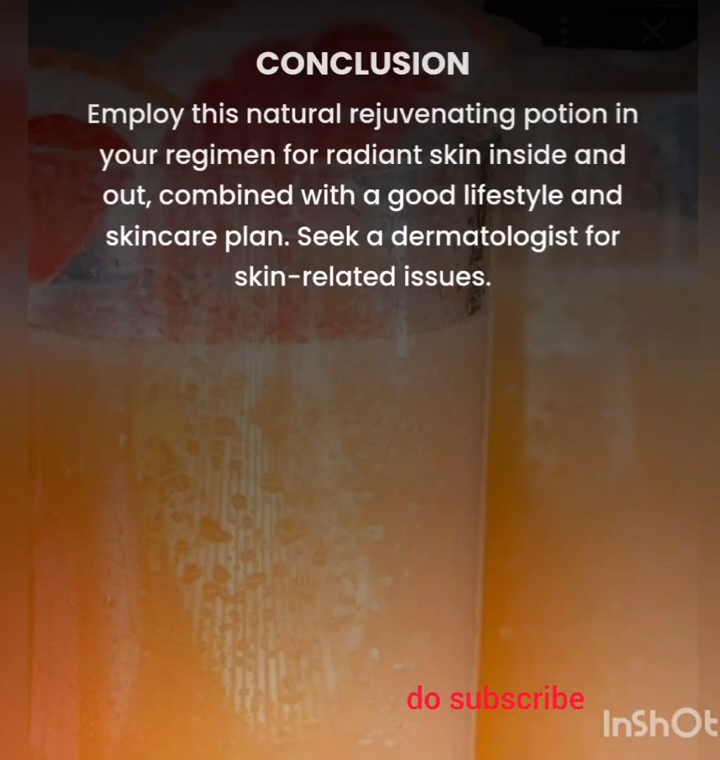 CONCLUSION
Employ this natural rejuvenating potion in
your regimen for radiant skin inside and
out, combined with a good lifestyle and
skincare plan. Seek a dermatologist for
skin-related issues.
do subscribe
InShOt